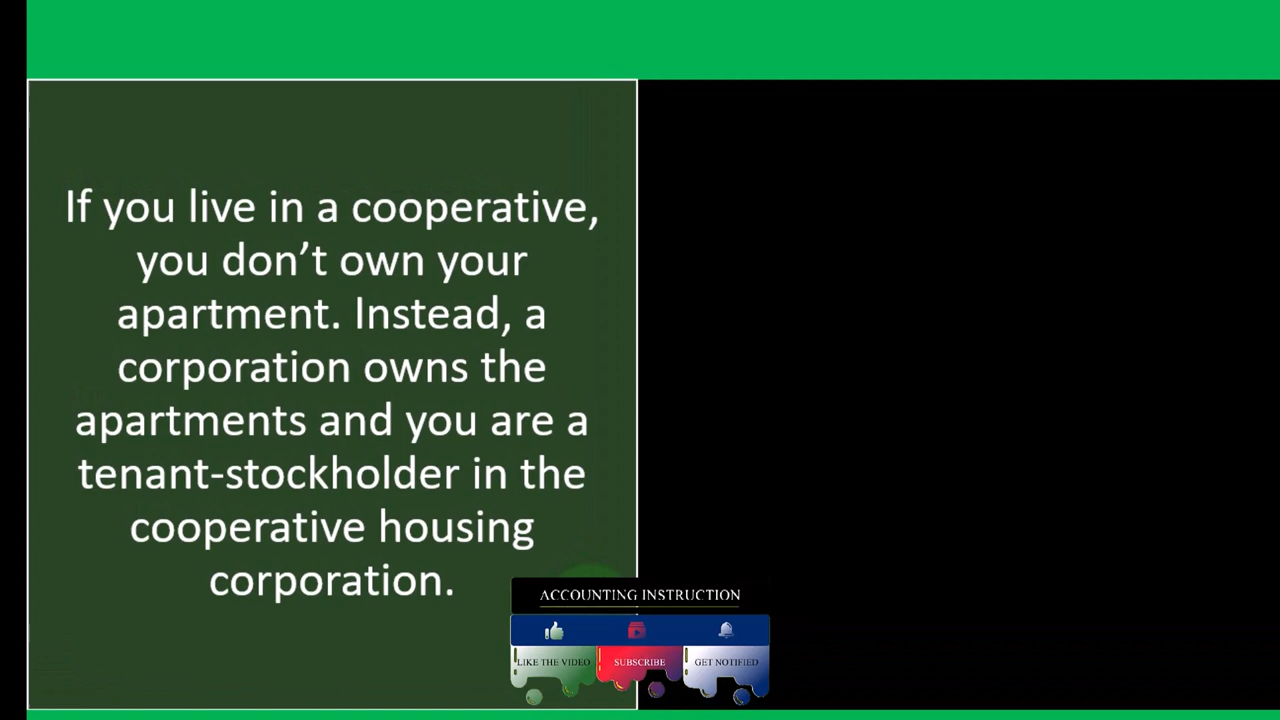 If you live in a cooperative,
you don’t own your
apartment. Instead, a
corporation owns the
apartments and you are a
tenant-stockholder in the
cooperative housing
corporation.
ACCOUNTING INSTRUCTION
LIKE THE VIDEO
SUBSCRIBE
GET NOTIFIED